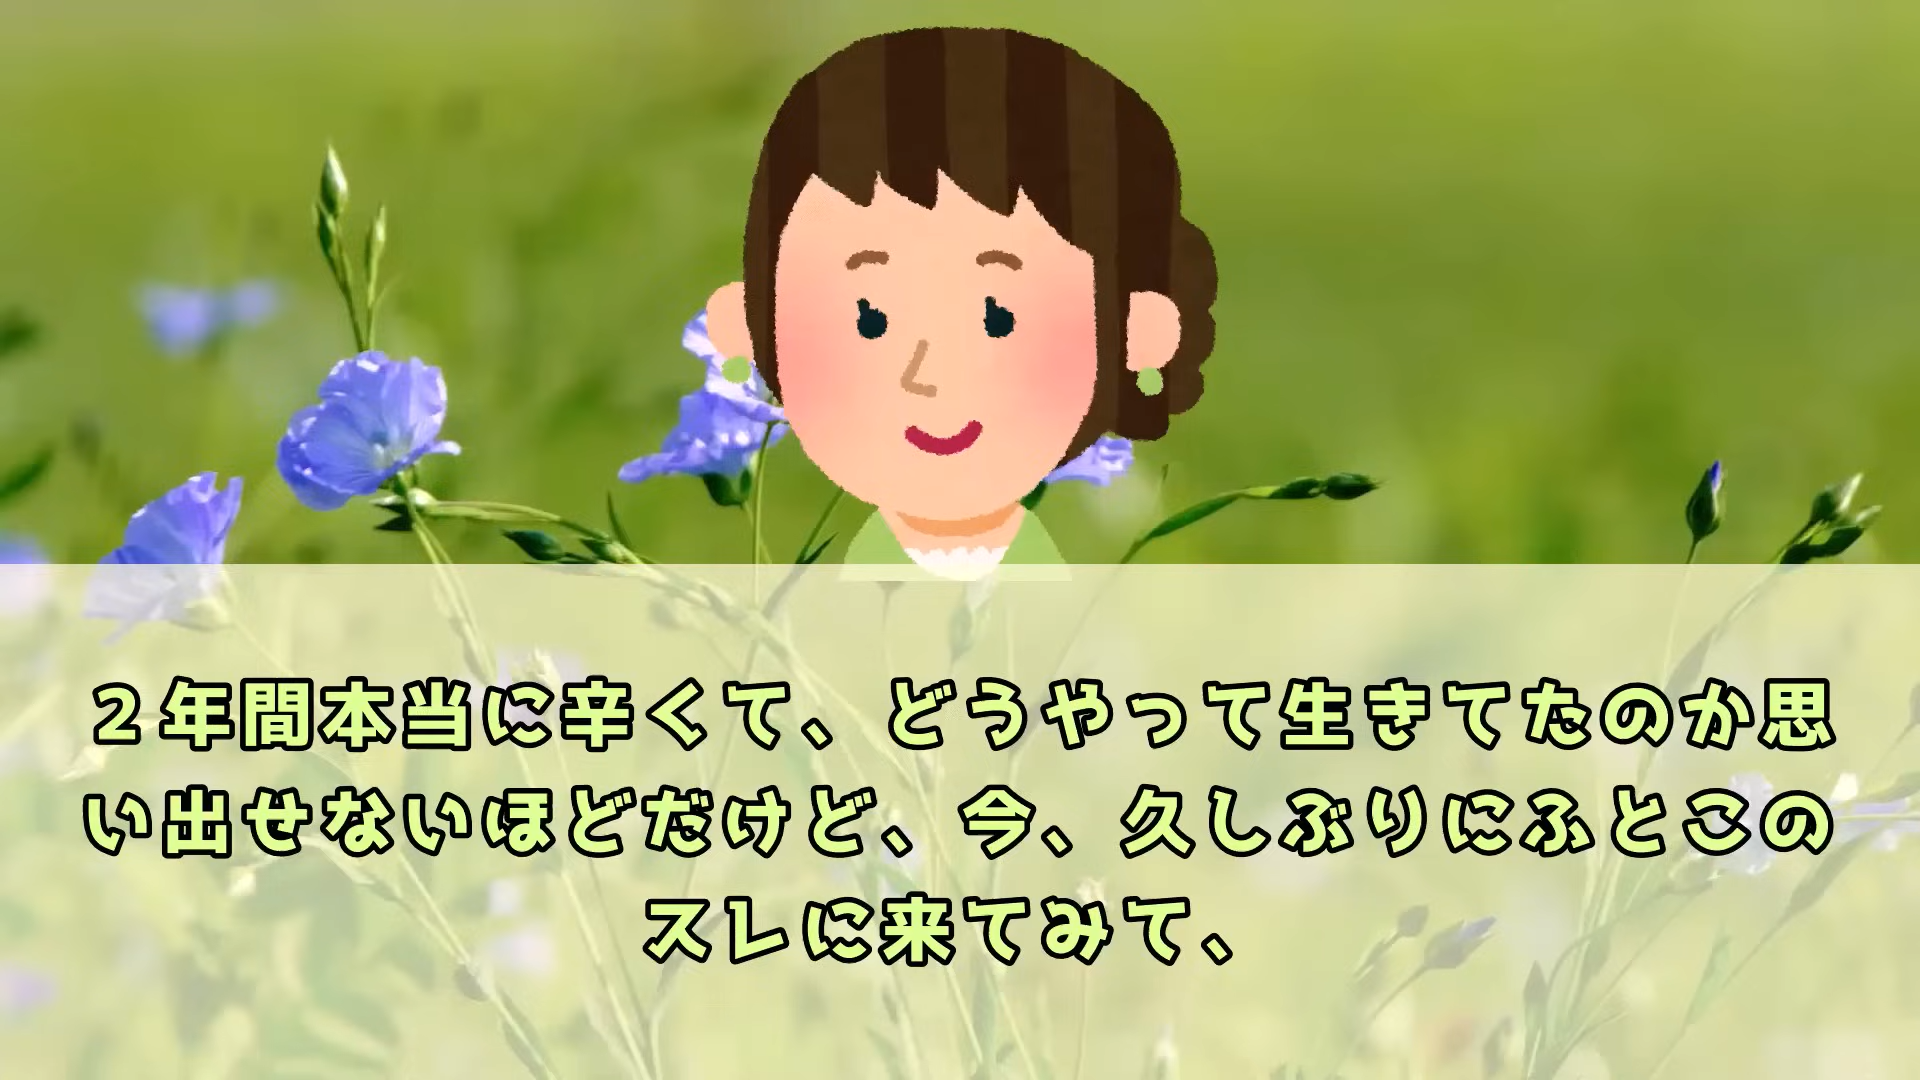 ２年間本当に辛くて、どうやって生きてたのか思
い出せないほどだけど、今、久しぶりにふとこの
スレに来てみて、